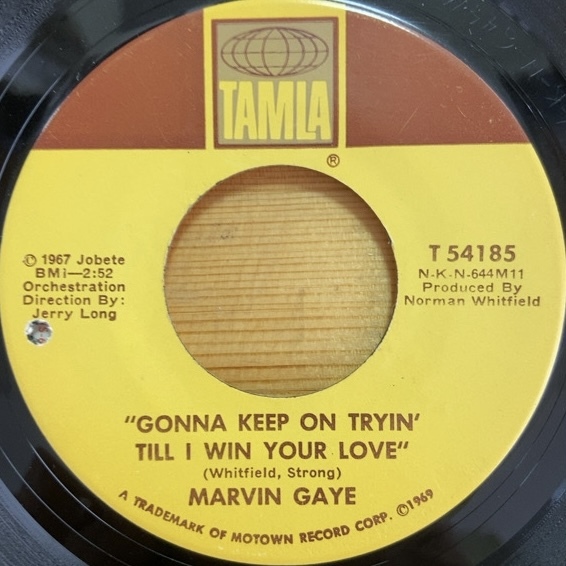 TAMLA
®
© 1967 Jobete
BMi—2:52
Orchestration
Direction By:
Jerry Long
T 54185
N-K-N-644M11
Produced By
Norman Whitfield
"GONNA KEEP ON TRYIN'
TILL I WIN YOUR LOVE"
(Whitfield, Strong)
MARVIN GAYE
A TRADEMARK OF MOTOWN RECORD CORP. ©1969